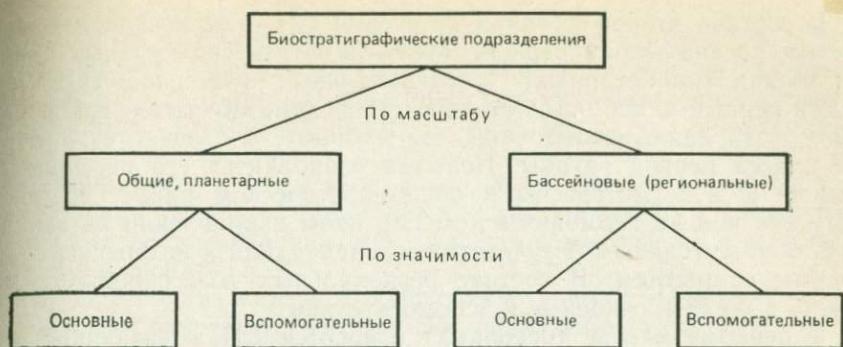 Биостратиграфические подразделения
По масштабу
Общие, планетарные
Бассейновые (региональные)
По значимости
Основные
Вспомогательные
Основные
Вспомогательные